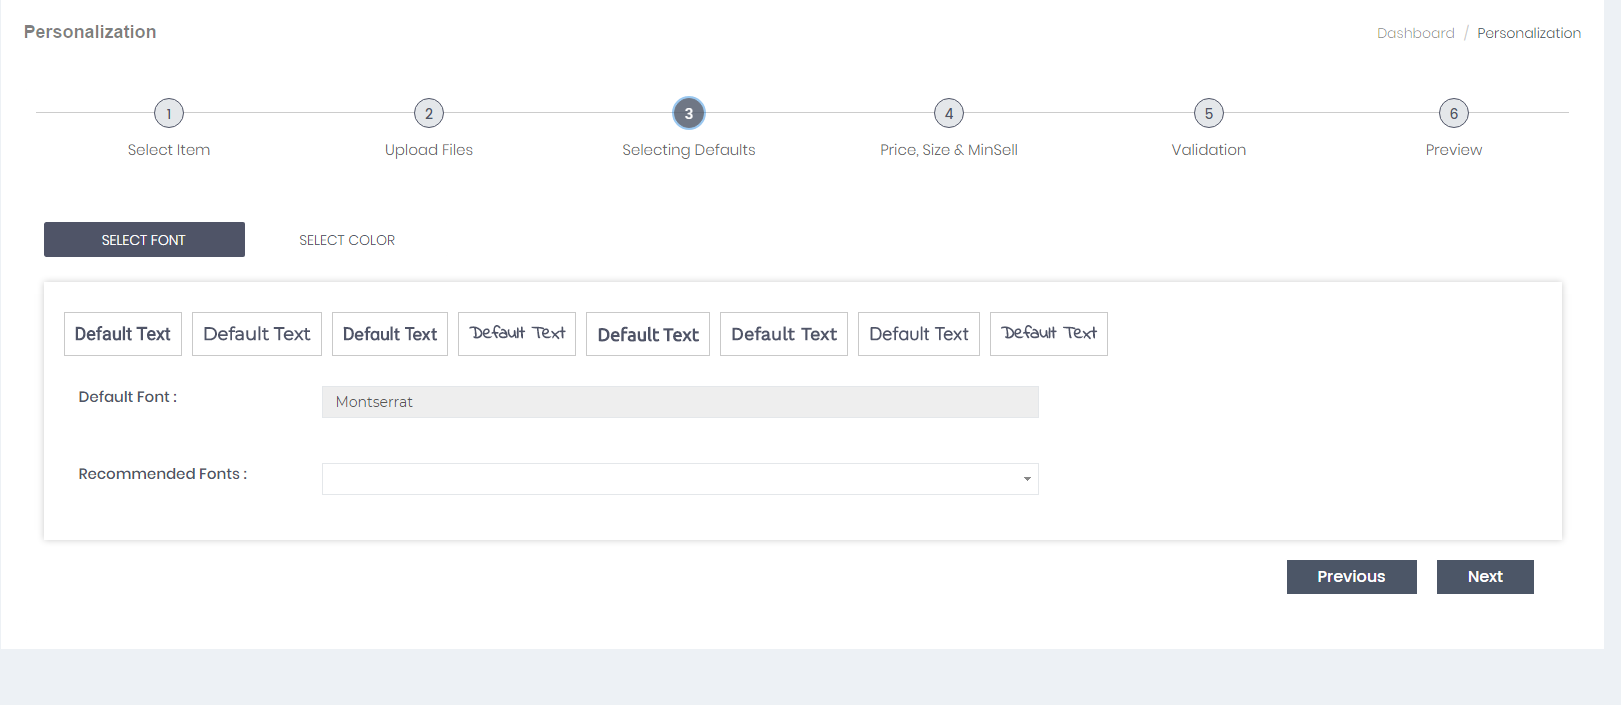 Personalization
Dashboard / Personalization
1 2 3 4 5 6
Select Item Upload Files Selecting Defaults Price, Size & MinSell Validation Preview
SELECT FONT SELECT COLOR
Default Text Default Text Default Text Default Text Default Text Default Text Default Text Default Text
Default Font : Montserrat
Recommended Fonts :
Previous Next